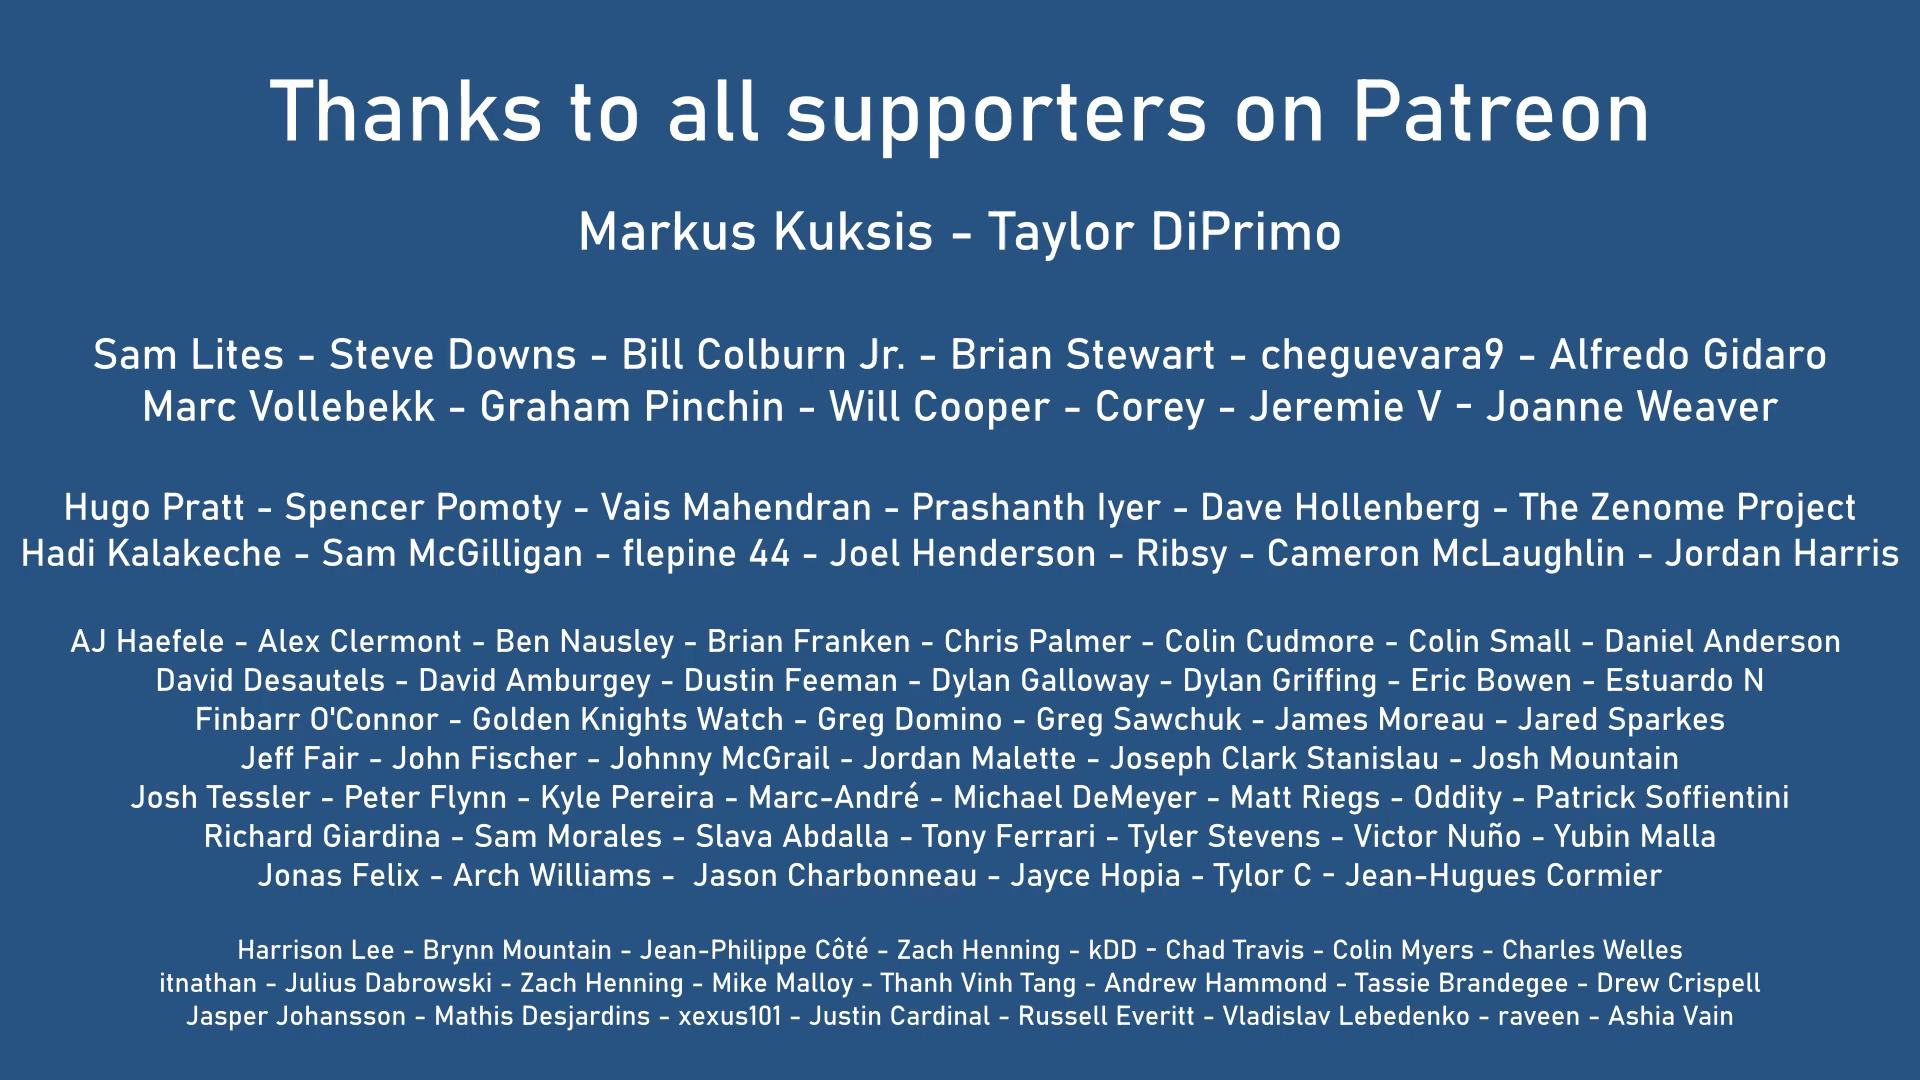 Thanks to all supporters on Patreon
Markus Kuksis - Taylor DiPrimo
Sam Lites - Steve Downs - Bill Colburn Jr. - Brian Stewart - cheguevara9 - Alfredo Gidaro
Marc Vollebekk - Graham Pinchin - Will Cooper - Corey - Jeremie V - Joanne Weaver
Hugo Pratt - Spencer Pomoty - Vais Mahendran - Prashanth Iyer - Dave Hollenberg - The Zenome Project
Hadi Kalakeche - Sam McGilligan - flepine 44 - Joel Henderson - Ribsy - Cameron McLaughlin - Jordan Harris
AJ Haefele - Alex Clermont - Ben Nausley - Brian Franken - Chris Palmer - Colin Cudmore - Colin Small - Daniel Anderson
David Desautels - David Amburgey - Dustin Feeman - Dylan Galloway - Dylan Griffing - Eric Bowen - Estuardo N
Finbarr O'Connor - Golden Knights Watch - Greg Domino - Greg Sawchuk - James Moreau - Jared Sparkes
Jeff Fair - John Fischer - Johnny McGrail - Jordan Malette - Joseph Clark Stanislau - Josh Mountain
Josh Tessler - Peter Flynn - Kyle Pereira - Marc-André - Michael DeMeyer - Matt Riegs - Oddity - Patrick Soffientini
Richard Giardina - Sam Morales - Slava Abdalla - Tony Ferrari - Tyler Stevens - Victor Nuño - Yubin Malla
Jonas Felix - Arch Williams -  Jason Charbonneau - Jayce Hopia - Tylor C - Jean-Hugues Cormier
Harrison Lee - Brynn Mountain - Jean-Philippe Côté - Zach Henning - kDD - Chad Travis - Colin Myers - Charles Welles
itnathan - Julius Dabrowski - Zach Henning - Mike Malloy - Thanh Vinh Tang - Andrew Hammond - Tassie Brandegee - Drew Crispell
Jasper Johansson - Mathis Desjardins - xexus101 - Justin Cardinal - Russell Everitt - Vladislav Lebedenko - raveen - Ashia Vain